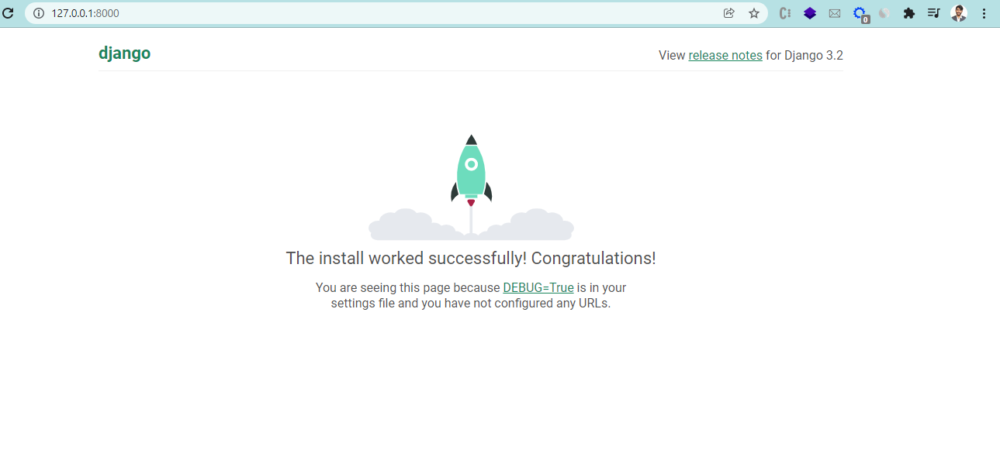 127.0.0.1:8000
0
django
View release notes for Django 3.2
The install worked successfully! Congratulations!
You are seeing this page because DEBUG=True is in your
settings file and you have not configured any URLs.